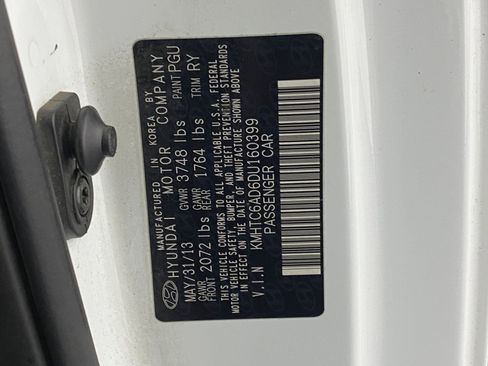 MANUFACTURED IN KOREA BY
HYUNDAI MOTOR COMPANY
MAY/31/13 GVWR 3748 lbs PAINT PGU
GAWR FRONT 2072 lbs GAWR REAR 1764 lbs TRIM RY
THIS VEHICLE CONFORMS TO ALL APPLICABLE U.S.A. FEDERAL
MOTOR VEHICLE SAFETY, BUMPER, AND THEFT PREVENTION STANDARDS
IN EFFECT ON THE DATE OF MANUFACTURE SHOWN ABOVE
V.I.N KMHTC6AD6DU160399
PASSENGER CAR